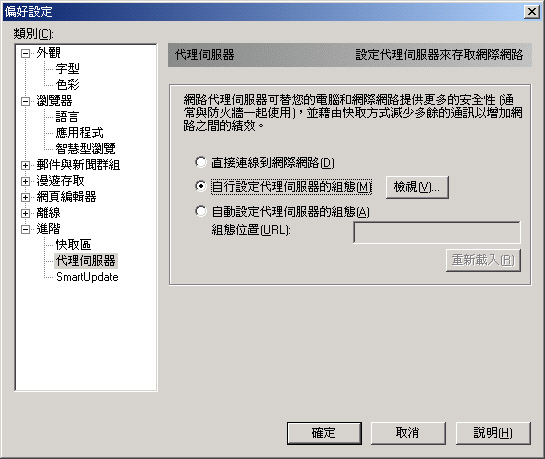 偏好設定
類別(C):
外觀
字型
色彩
瀏覽器
語言
應用程式
智慧型瀏覽
郵件與新聞群組
漫遊存取
網頁編輯器
離線
進階
快取區
代理伺服器
SmartUpdate
代理伺服器 設定代理伺服器來存取網際網路
網路代理伺服器可替您的電腦和網際網路提供更多的安全性 (通
常與防火牆一起使用)，並藉由快取方式減少多餘的通訊以增加網
路之間的績效。
直接連線到網際網路(D)
自行設定代理伺服器的組態(M) 檢視(V)...
自動設定代理伺服器的組態(A)
組態位置(URL):
重新載入(R)
確定 取消 說明(H)